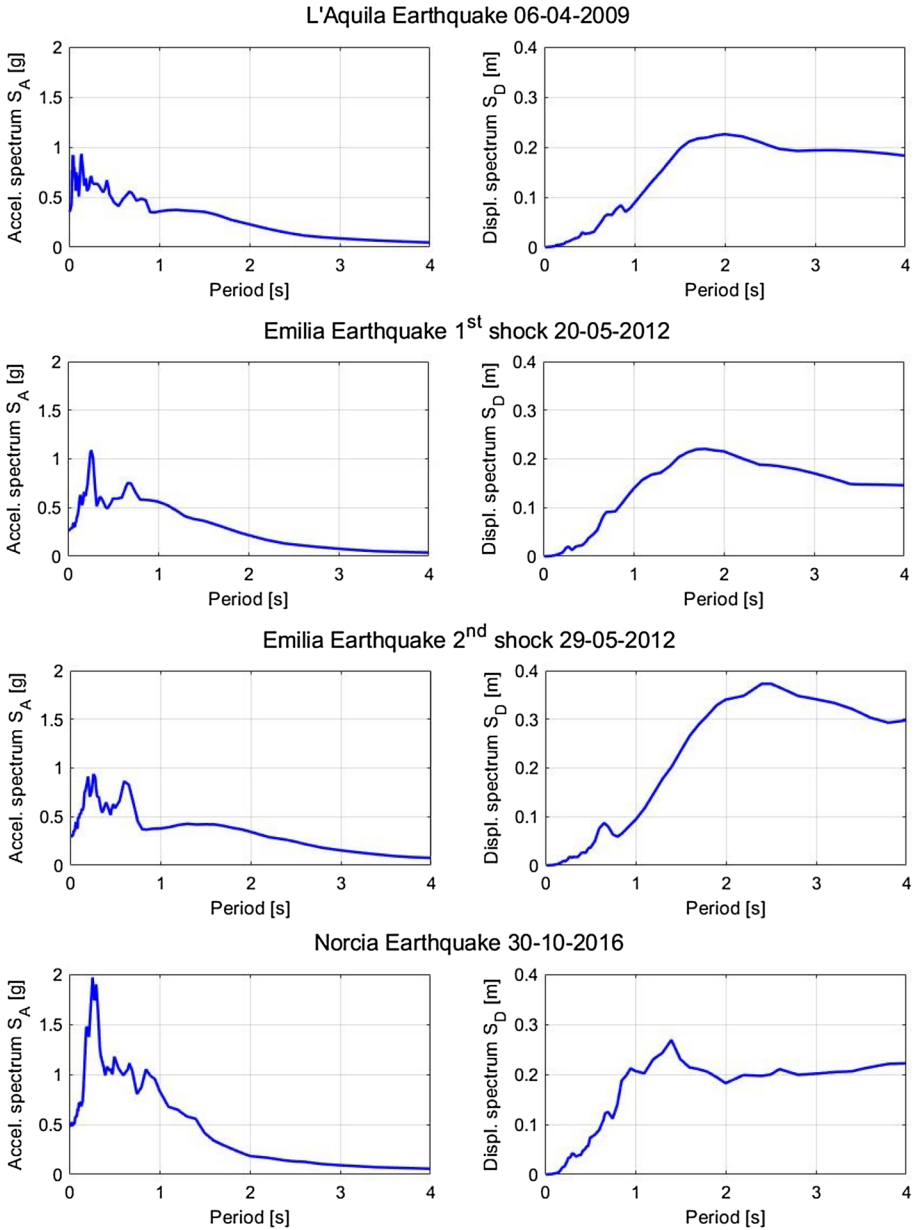 L'Aquila Earthquake 06-04-2009
Accel. spectrum S_A [g]
2
1.5
1
0.5
0
0 1 2 3 4
Period [s]
Displ. spectrum S_D [m]
0.4
0.3
0.2
0.1
0
0 1 2 3 4
Period [s]
Emilia Earthquake 1st shock 20-05-2012
Accel. spectrum S_A [g]
2
1.5
1
0.5
0
0 1 2 3 4
Period [s]
Displ. spectrum S_D [m]
0.4
0.3
0.2
0.1
0
0 1 2 3 4
Period [s]
Emilia Earthquake 2nd shock 29-05-2012
Accel. spectrum S_A [g]
2
1.5
1
0.5
0
0 1 2 3 4
Period [s]
Displ. spectrum S_D [m]
0.4
0.3
0.2
0.1
0
0 1 2 3 4
Period [s]
Norcia Earthquake 30-10-2016
Accel. spectrum S_A [g]
2
1.5
1
0.5
0
0 1 2 3 4
Period [s]
Displ. spectrum S_D [m]
0.4
0.3
0.2
0.1
0
0 1 2 3 4
Period [s]